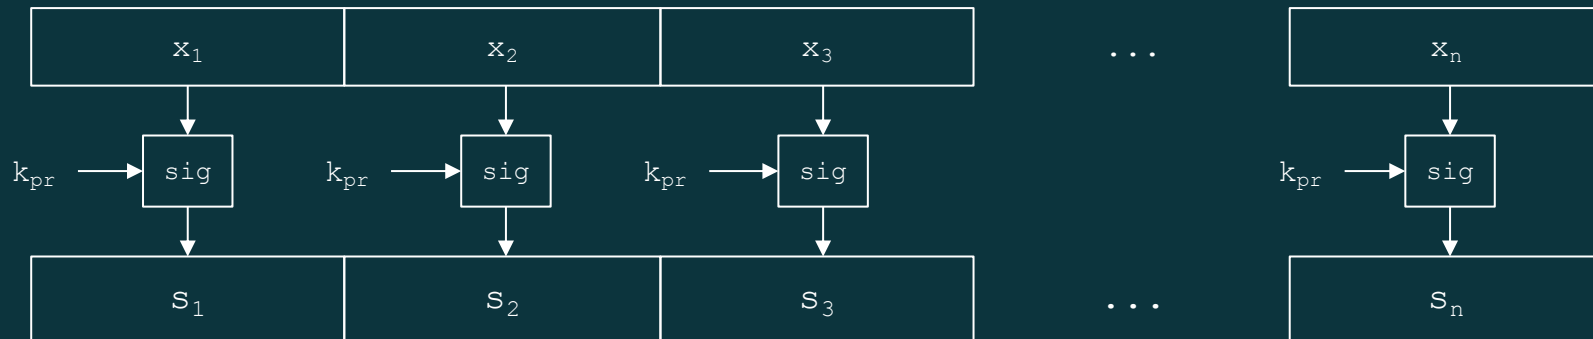 x₁ x₂ x₃ ... xₙ
kₚᵣ sig kₚᵣ sig kₚᵣ sig kₚᵣ sig
s₁ s₂ s₃ ... sₙ